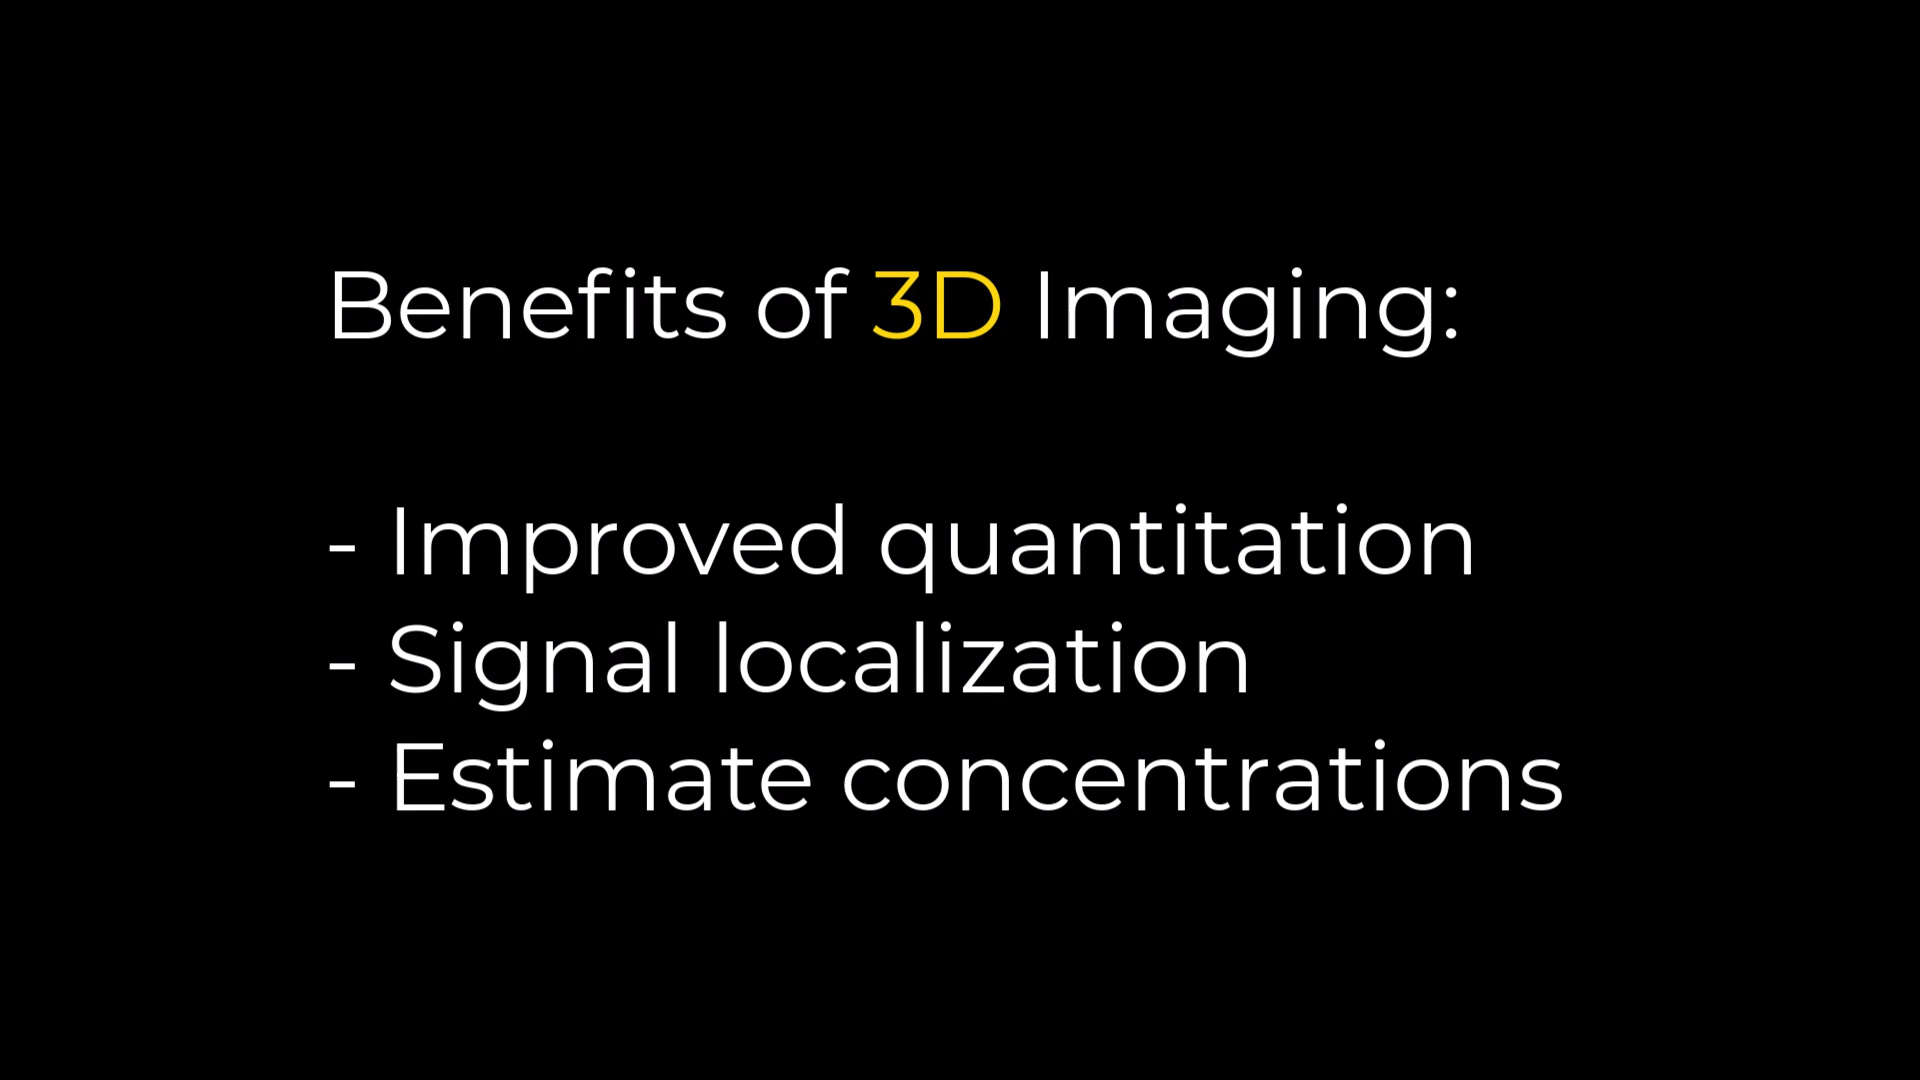 Benefits of 3D Imaging:
- Improved quantitation
- Signal localization
- Estimate concentrations